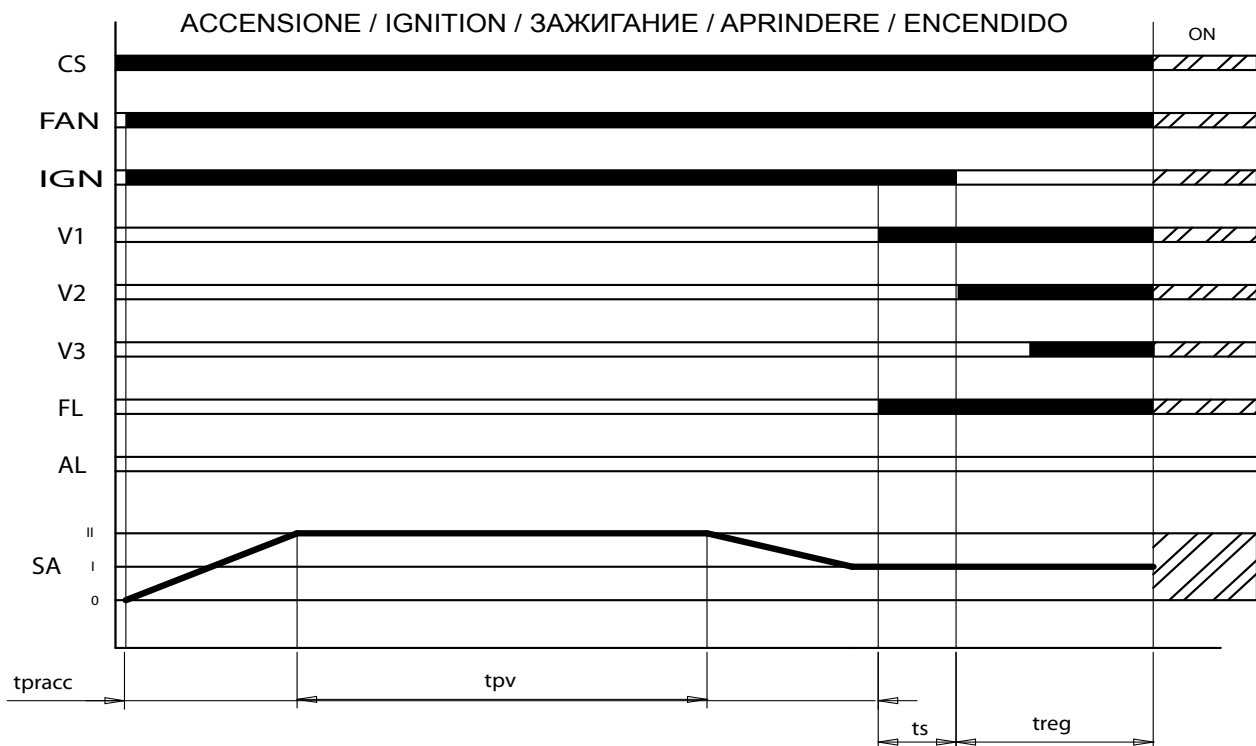 ACCENSIONE / IGNITION / ЗАЖИГАНИЕ / APRINDERE / ENCENDIDO
ON
CS
FAN
IGN
V1
V2
V3
FL
AL
II
SA I
0
tpracc tpv
ts treg